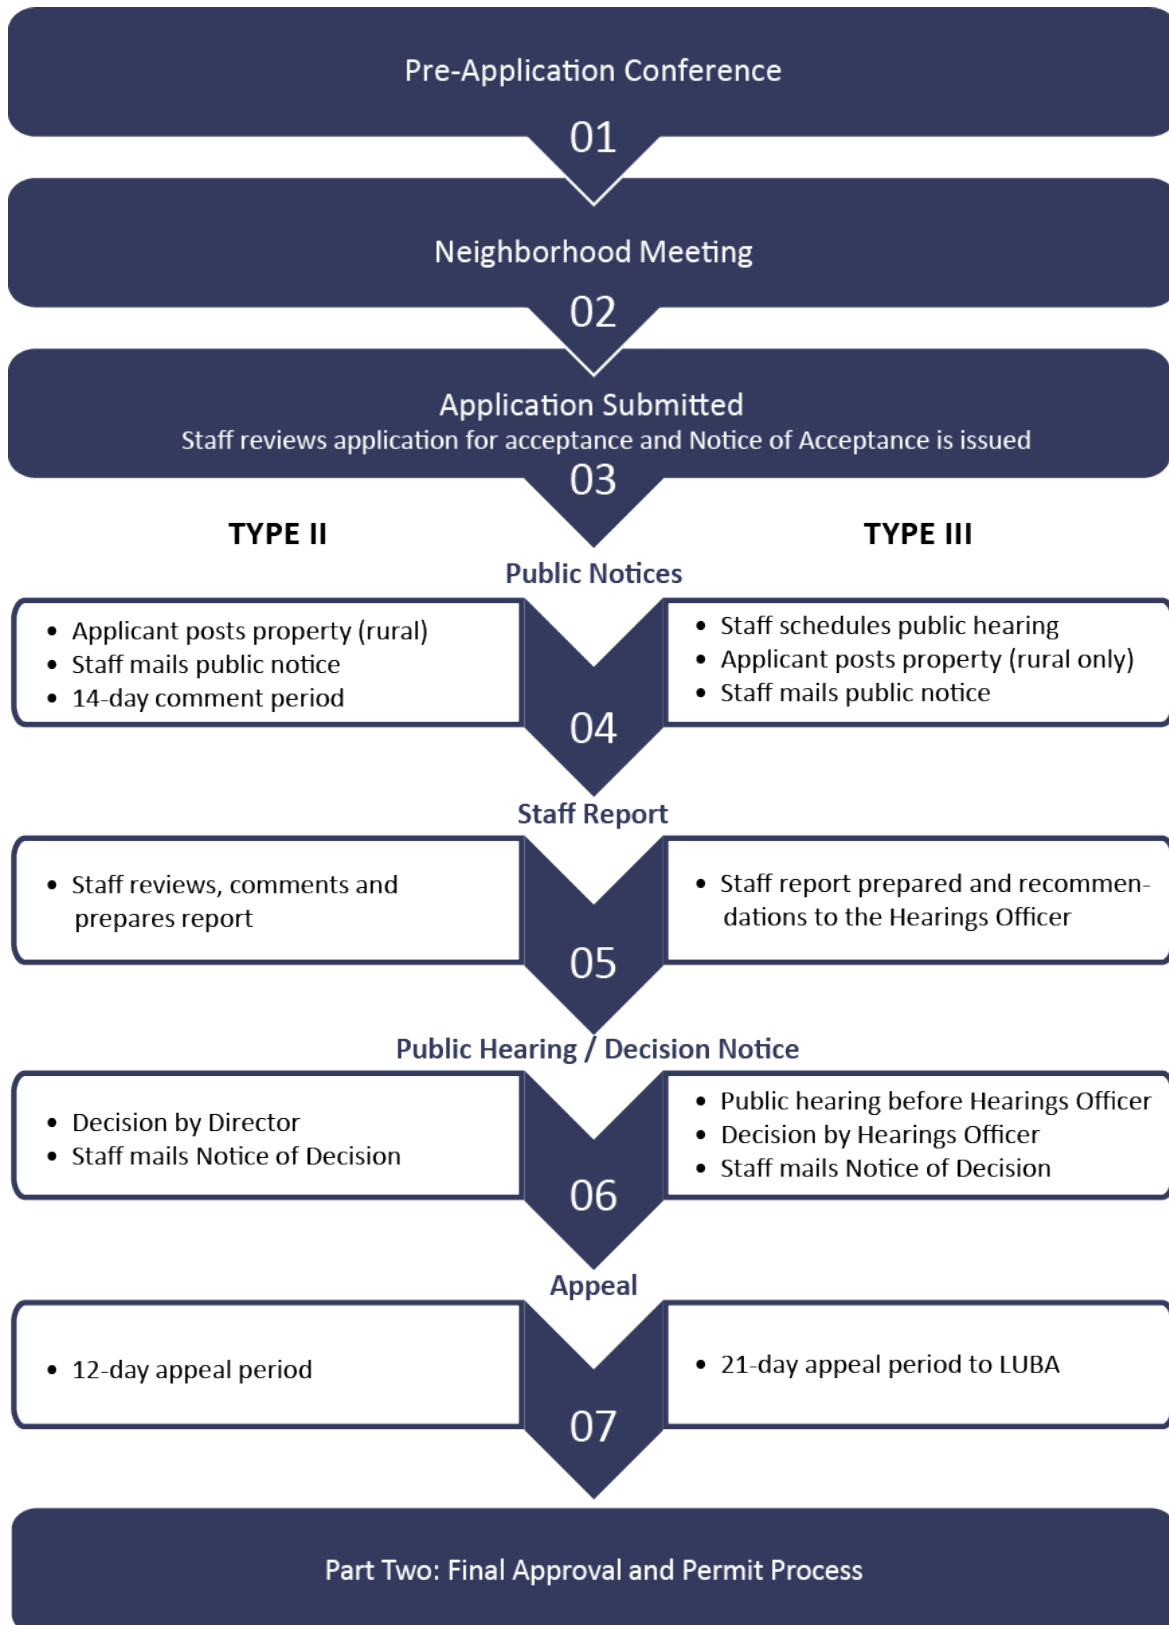 Pre-Application Conference
01
Neighborhood Meeting
02
Application Submitted
Staff reviews application for acceptance and Notice of Acceptance is issued
03
TYPE II
TYPE III
Public Notices
• Applicant posts property (rural)
• Staff mails public notice
• 14-day comment period
04
• Staff schedules public hearing
• Applicant posts property (rural only)
• Staff mails public notice
Staff Report
• Staff reviews, comments and
prepares report
05
• Staff report prepared and recommen-
dations to the Hearings Officer
Public Hearing / Decision Notice
• Decision by Director
• Staff mails Notice of Decision
06
• Public hearing before Hearings Officer
• Decision by Hearings Officer
• Staff mails Notice of Decision
Appeal
• 12-day appeal period
07
• 21-day appeal period to LUBA
Part Two: Final Approval and Permit Process